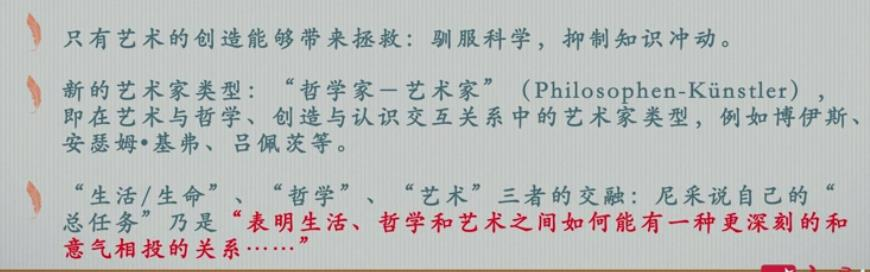 只有艺术的创造能够带来拯救：驯服科学，抑制知识冲动。
新的艺术家类型：“哲学家－艺术家”（Philosophen-Künstler），
即在艺术与哲学、创造与认识交互关系中的艺术家类型，例如博伊斯、
安瑟姆•基弗、吕佩茨等。
“生活/生命”、“哲学”、“艺术”三者的交融：尼采说自己的“
总任务”乃是“表明生活、哲学和艺术之间如何能有一种更深刻的和
意气相投的关系……”